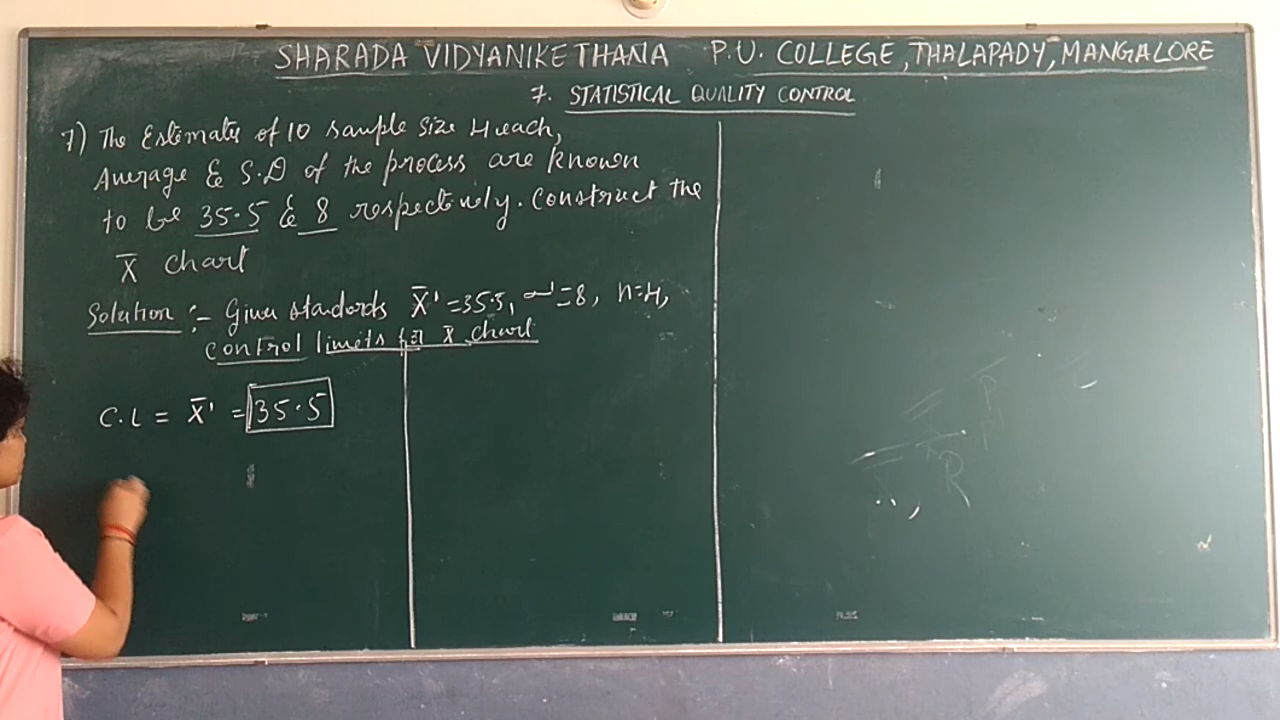 SHARADA VIDYANIKETHANA P.U. COLLEGE, THALAPADY, MANGALORE
7. STATISTICAL QUALITY CONTROL
7) The Estimates of 10 sample size 4 each,
Average & S.D of the process are known
to be 35.5 & 8 respectively. construct the
X̄ chart
Solution :- Given standards X̄' = 35.5, σ' = 8, n=4,
control limits for X̄ chart
C.L = X̄' = 35.5